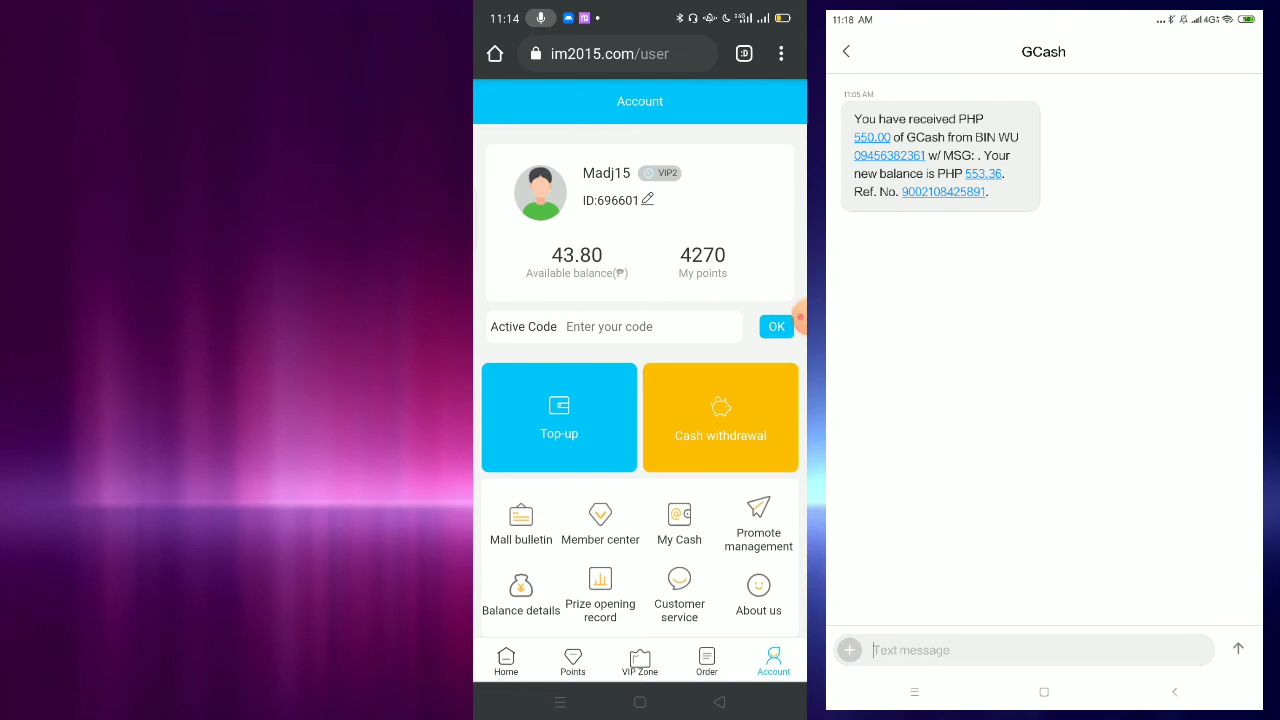 11:14
im2015.com/user
:D
Account
Madj15 VIP2
ID:696601
43.80 4270
Available balance(₱) My points
Active Code Enter your code OK
Top-up Cash withdrawal
Mall bulletin Member center My Cash Promote management
Balance details Prize opening record Customer service About us
Home Points VIP Zone Order Account
11:18 AM
4G
GCash
11:05 AM
You have received PHP
550.00 of GCash from BIN WU
09456382361 w/ MSG: . Your
new balance is PHP 553.36.
Ref. No. 9002108425891.
Text message